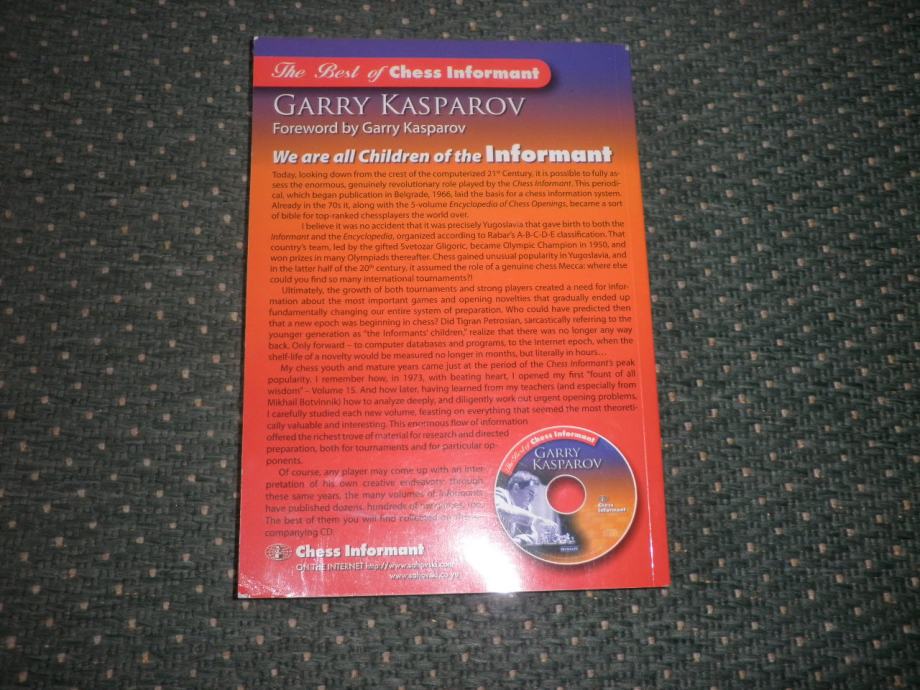 The Best of Chess Informant
GARRY KASPAROV
Foreword by Garry Kasparov
We are all Children of the Informant
Today, looking down from the crest of the computerized 21st Century, it is possible to fully as-
sess the enormous, genuinely revolutionary role played by the Chess Informant. This periodi-
cal, which began publication in Belgrade, 1966, laid the basis for a chess information system.
Already in the 70s it, along with the 5-volume Encyclopedia of Chess Openings, became a sort
of bible for top-ranked chessplayers the world over.
I believe it was no accident that it was precisely Yugoslavia that gave birth to both the
Informant and the Encyclopedia, organized according to Rabar's A-B-C-D-E classification. That
country's team, led by the gifted Svetozar Gligoric, became Olympic Champion in 1950, and
won prizes in many Olympiads thereafter. Chess gained unusual popularity in Yugoslavia, and
in the latter half of the 20th century, it assumed the role of a genuine chess Mecca: where else
could you find so many international tournaments?!
Ultimately, the growth of both tournaments and strong players created a need for infor-
mation about the most important games and opening novelties that gradually ended up
fundamentally changing our entire system of preparation. Who could have predicted then
that a new epoch was beginning in chess? Did Tigran Petrosian, sarcastically referring to the
younger generation as "the Informants' children," realize that there was no longer any way
back. Only forward – to computer databases and programs, to the Internet epoch, when the
shelf-life of a novelty would be measured no longer in months, but literally in hours...
My chess youth and mature years came just at the period of the Chess Informant's peak
popularity. I remember how, in 1973, with beating heart, I opened my first "fount of all
wisdom" – Volume 15. And how later, having learned from my teachers (and especially from
Mikhail Botvinnik) how to analyze deeply, and diligently work out urgent opening problems,
I carefully studied each new volume, feasting on everything that seemed the most theoreti-
cally valuable and interesting. This enormous flow of information
offered the richest trove of material for research and directed
preparation, both for tournaments and for particular op-
ponents.
Of course, any player may come up with an inter
pretation of his own creative endeavors; through
these same years, the many volumes of Informants
have published dozens, hundreds of my games, too.
The best of them you will find collected on the
companying CD.
The Best of Chess Informant
GARRY
KASPAROV
Chess
Informant
Chess Informant
ON THE INTERNET http://www.sahovski.com
www.sahovski.co.yu